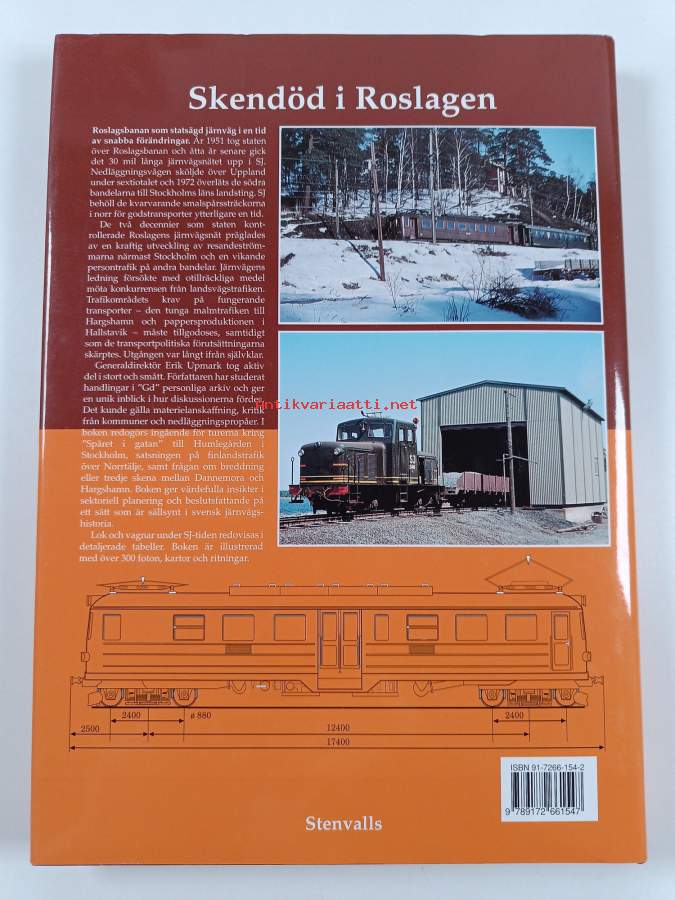 Skendöd i Roslagen
Roslagsbanan som statsägd järnväg i en tid
av snabba förändringar. År 1951 tog staten
över Roslagsbanan och åtta år senare gick
det 30 mil långa järnvägsnätet upp i SJ.
Nedläggningsvågen sköljde över Uppland
under sextiotalet och 1972 överläts de södra
bandelarna till Stockholms läns landsting. SJ
behöll de kvarvarande smalspårssträckorna
i norr för godstransporter ytterligare en tid.
De två decennier som staten kont-
rollerade Roslagens järnvägsnät präglades
av en kraftig utveckling av resandeström-
marna närmast Stockholm och en vikande
persontrafik på andra bandelar. Järnvägens
ledning försökte med otillräckliga medel
möta konkurrensen från landsvägstrafiken.
Trafikområdets krav på fungerande
transporter – den tunga malmtrafiken till
Hargshamn och pappersproduktionen i
Hallstavik – måste tillgodoses, samtidigt
som de transportpolitiska förutsättningarna
skärptes. Utgången var långt ifrån självklar.
Generaldirektör Erik Upmark tog aktiv
del i stort och smått. Författaren har studerat
handlingar i "Gd" personliga arkiv och ger
en unik inblick i hur diskussionerna fördes.
Det kunde gälla materielanskaffning, kritik
från kommuner och nedläggningspropåer. I
boken redogörs ingående för turerna kring
"Spåret i gatan" till Humlegården i
Stockholm, satsningen på finlandstrafik
över Norrtälje, samt frågan om breddning
eller tredje skena mellan Dannemora och
Hargshamn. Boken ger värdefulla insikter i
sektoriell planering och beslutsfattande på
ett sätt som är sällsynt i svensk järnvägs-
historia.
Lok och vagnar under SJ-tiden redovisas i
detaljerade tabeller. Boken är illustrerad
med över 300 foton, kartor och ritningar.
Antikvariaatti.net
SJ
2400
ø 880
2400
2500
12400
17400
ISBN 91-7266-154-2
9 789172 661547
Stenvalls